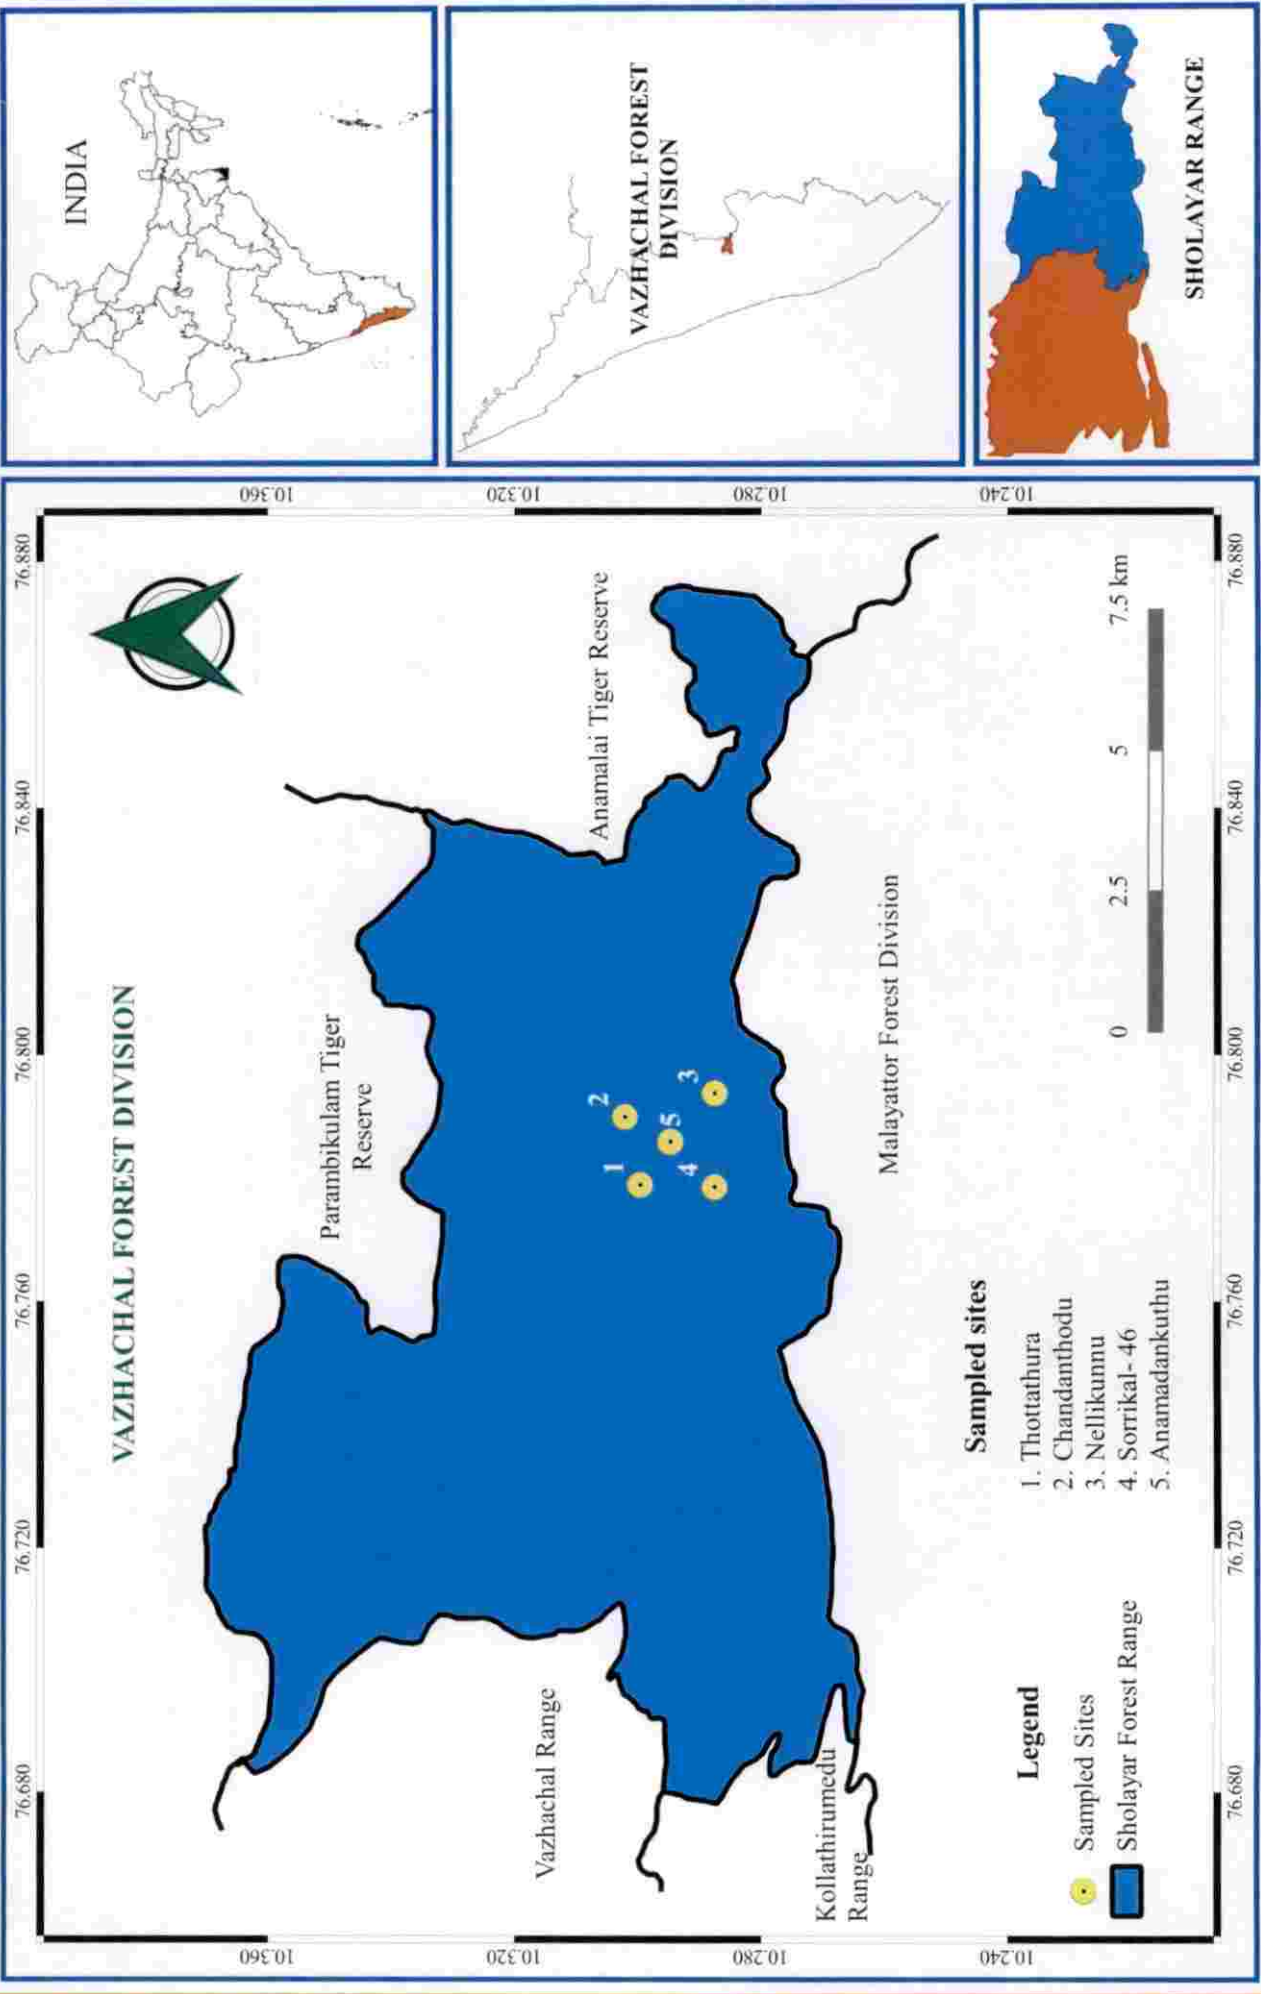 VAZHACHAL FOREST DIVISION
76.680
76.720
76.760
76.800
76.840
76.880
10.360
10.320
10.280
10.240
10.360
10.320
10.280
10.240
Parambikulam Tiger
Reserve
Anamalai Tiger Reserve
Vazhachal Range
Kollathirumedu
Range
Malayattor Forest Division
1
2
3
4
5
Legend
Sampled Sites
Sholayar Forest Range
Sampled sites
1. Thottathura
2. Chandanthodu
3. Nellikunnu
4. Sorrikal- 46
5. Anamadankuthu
0
2.5
5
7.5 km
76.680
76.720
76.760
76.800
76.840
76.880
INDIA
VAZHACHAL FOREST
DIVISION
SHOLAYAR RANGE